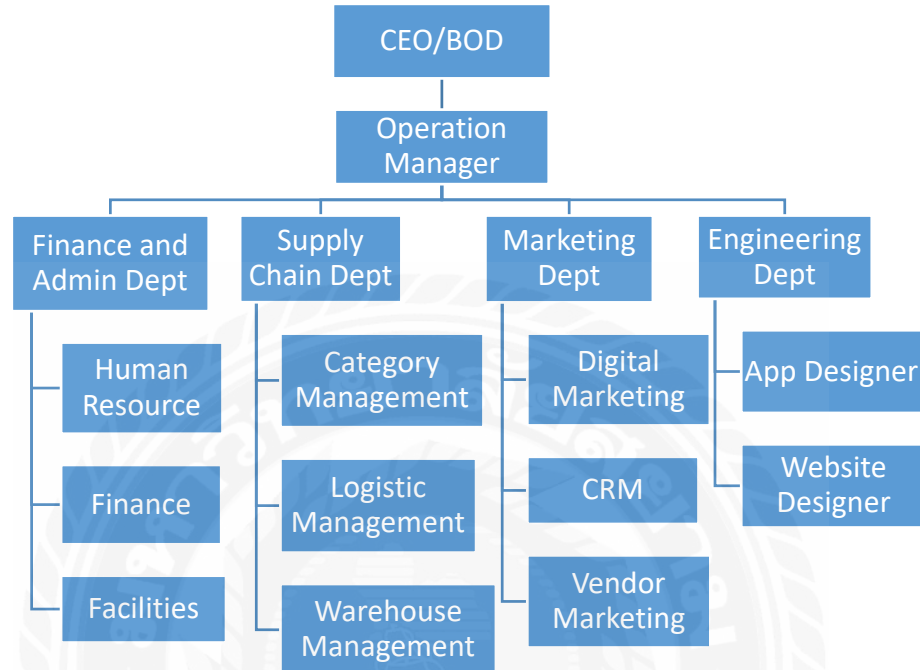 CEO/BOD
Operation
Manager
Finance and
Admin Dept
Human
Resource
Finance
Facilities
Supply
Chain Dept
Category
Management
Logistic
Management
Warehouse
Management
Marketing
Dept
Digital
Marketing
CRM
Vendor
Marketing
Engineering
Dept
App Designer
Website
Designer